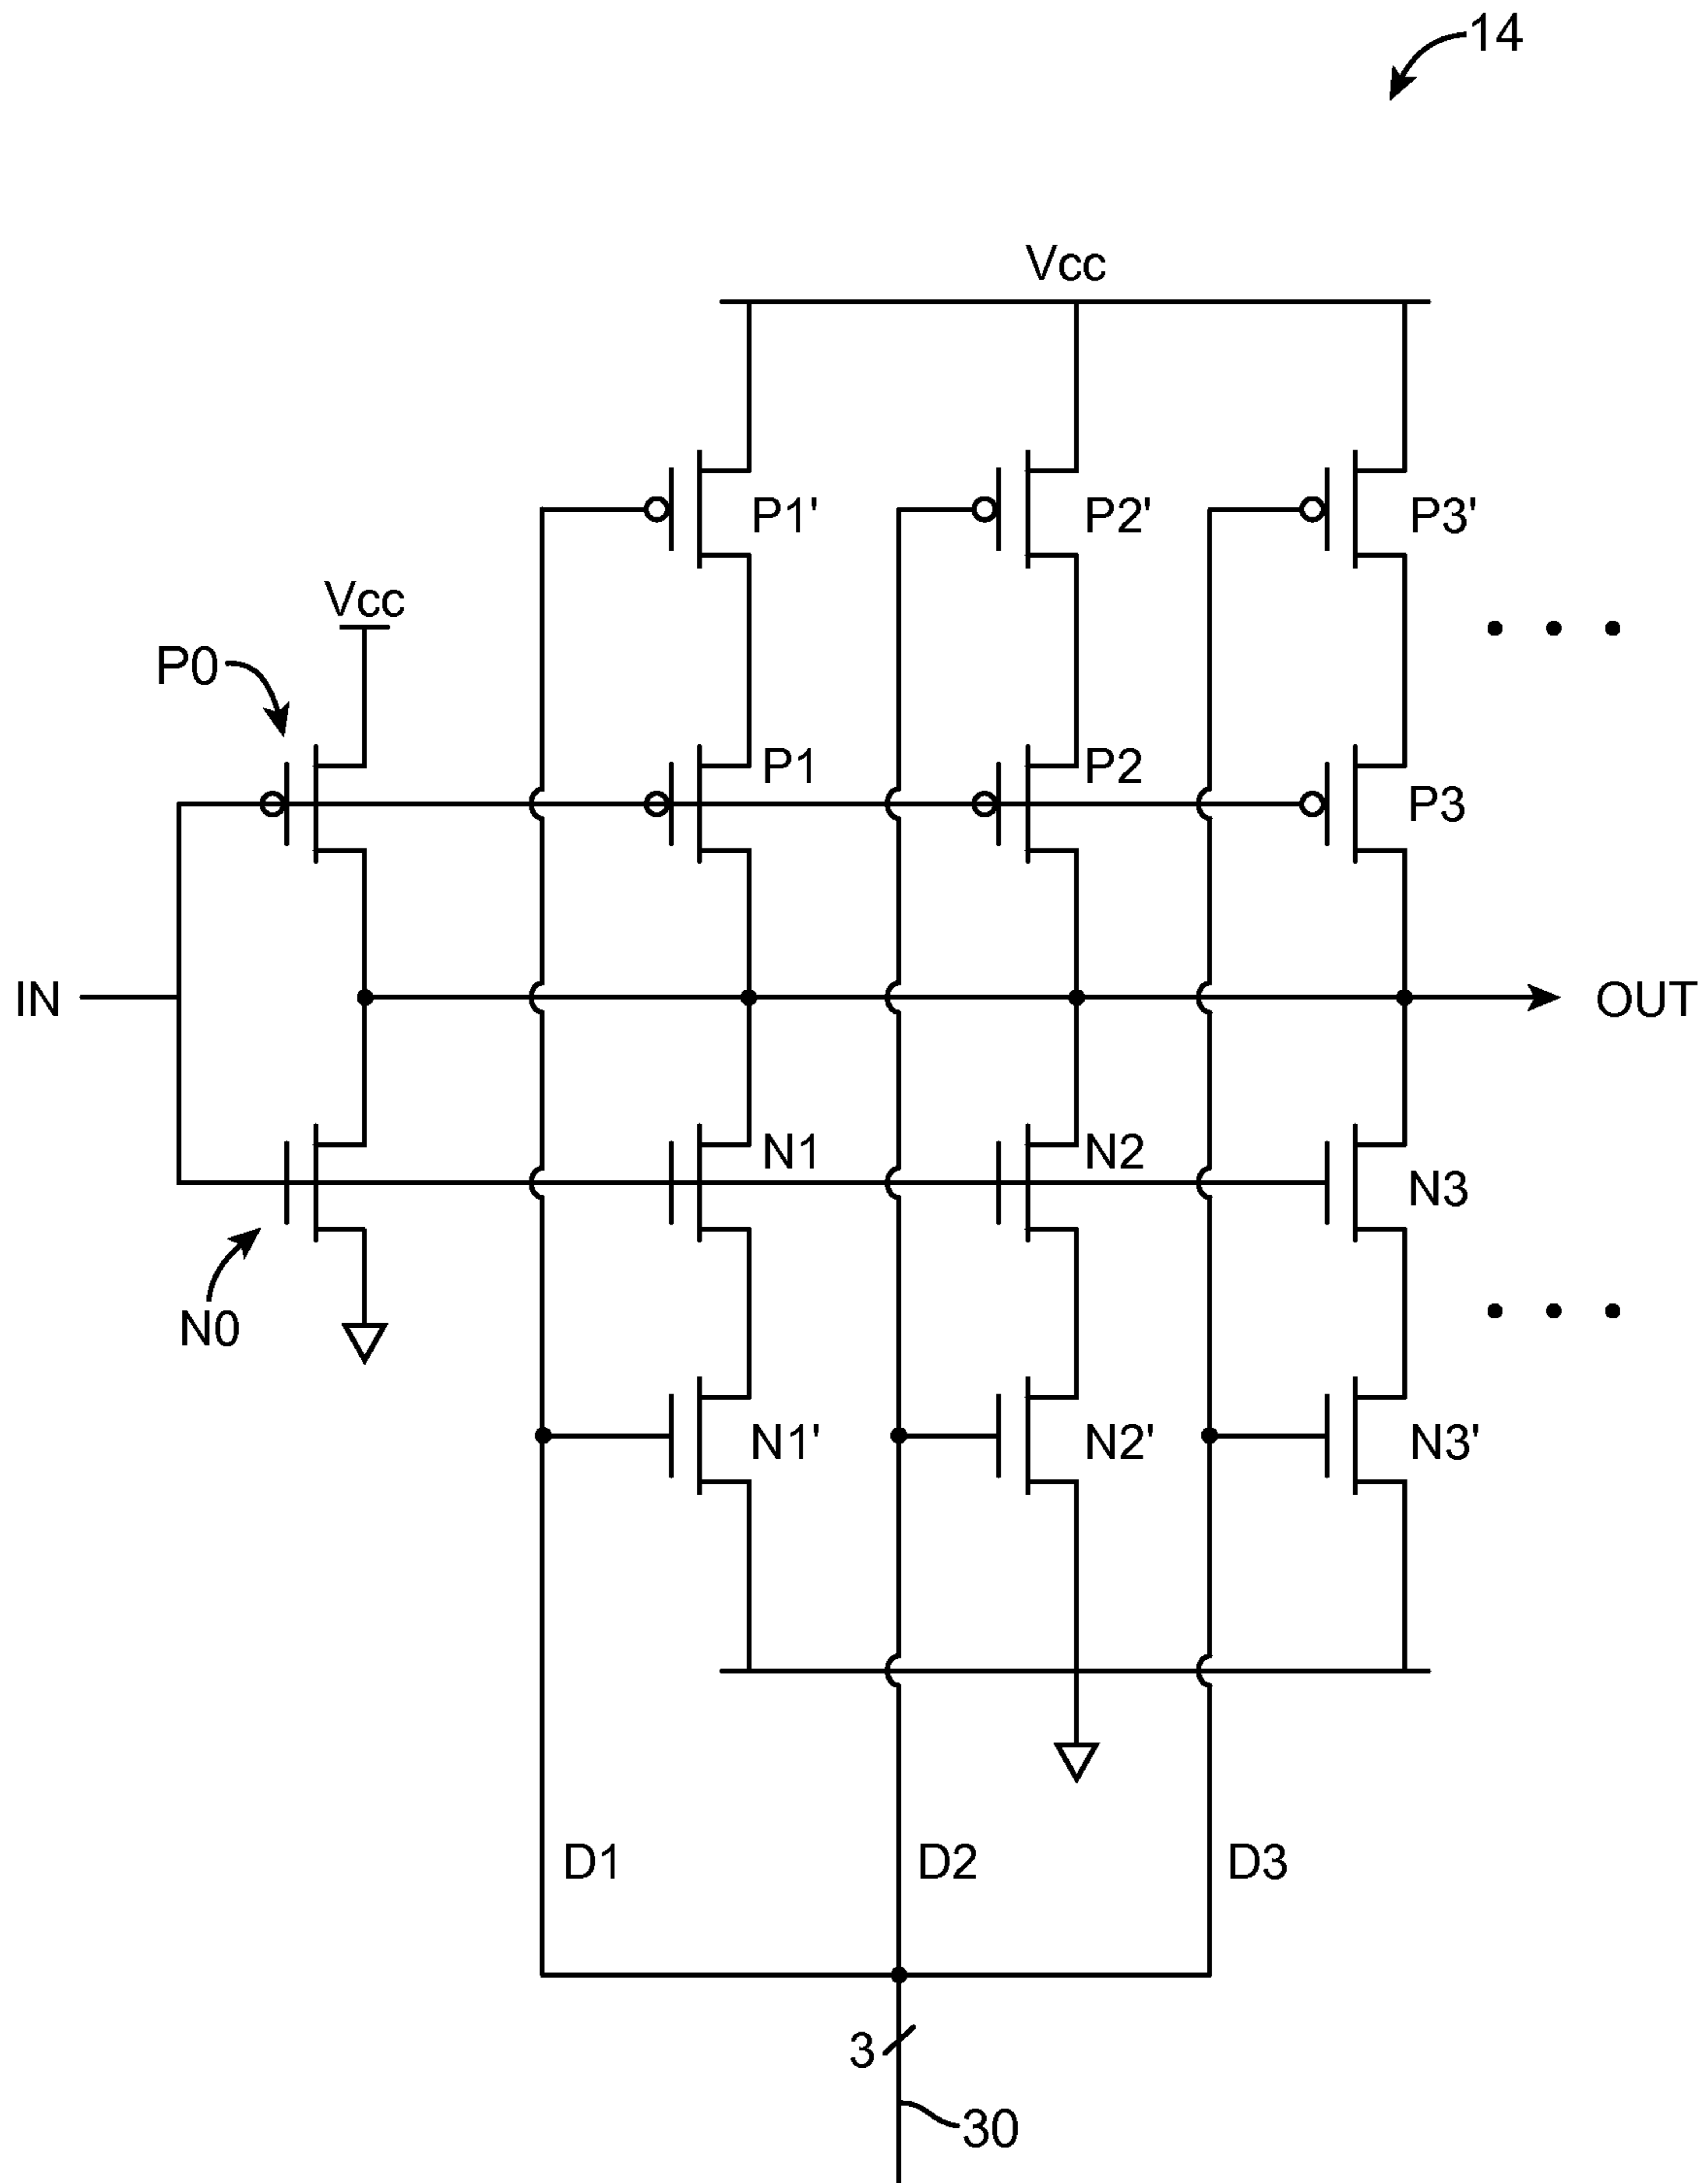 14
Vcc
P1'
P2'
P3'
Vcc
P0
P1
P2
P3
IN
OUT
N1
N2
N3
N0
N1'
N2'
N3'
D1
D2
D3
3
30